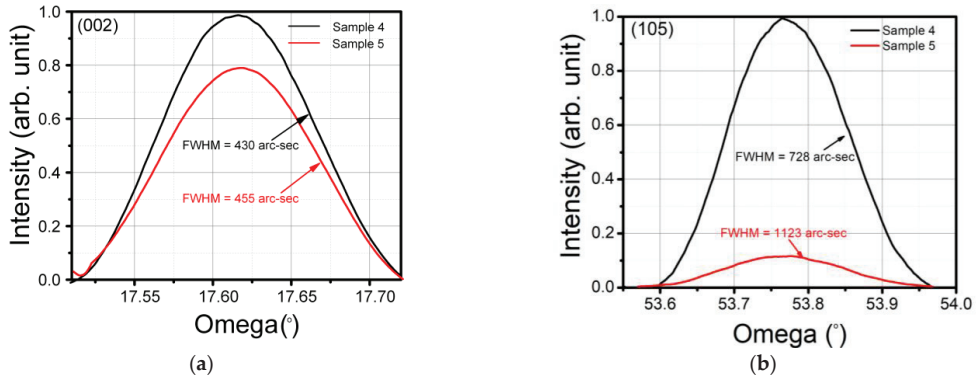 (002)
Sample 4
Sample 5
FWHM = 430 arc-sec
FWHM = 455 arc-sec
Intensity (arb. unit)
1.0
0.8
0.6
0.4
0.2
0.0
17.55
17.60
17.65
17.70
Omega(°)
(a)
(105)
Sample 4
Sample 5
FWHM = 728 arc-sec
FWHM = 1123 arc-sec
Intensity (arb. unit)
1.0
0.8
0.6
0.4
0.2
0.0
53.6
53.7
53.8
53.9
54.0
Omega (°)
(b)